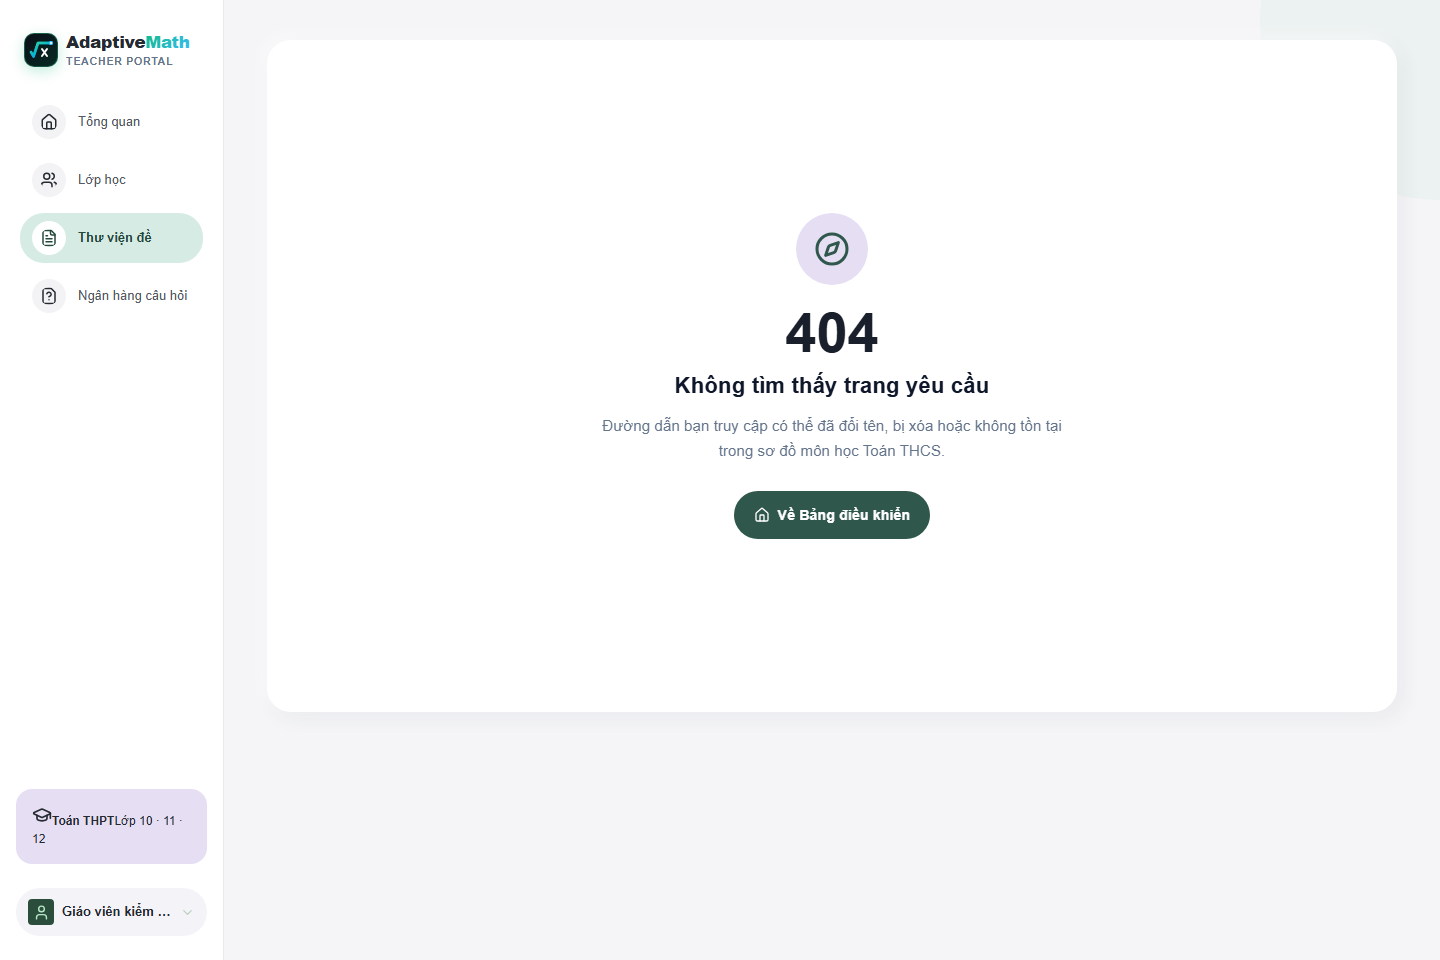 AdaptiveMath
TEACHER PORTAL
Tổng quan
Lớp học
Thư viện đề
Ngân hàng câu hỏi
404
Không tìm thấy trang yêu cầu
Đường dẫn bạn truy cập có thể đã đổi tên, bị xóa hoặc không tồn tại
trong sơ đồ môn học Toán THCS.
Về Bảng điều khiển
Toán THPTLớp 10 · 11 ·
12
Giáo viên kiểm ...